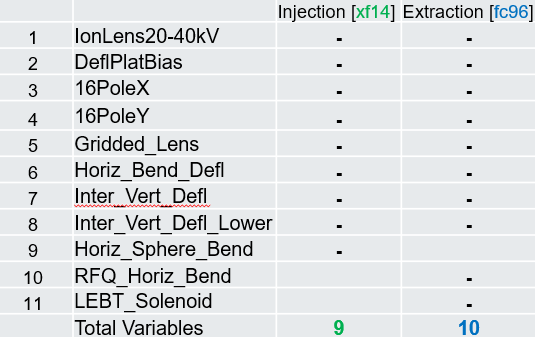 Injection [xf14] Extraction [fc96]
1 IonLens20-40kV - -
2 DeflPlatBias - -
3 16PoleX - -
4 16PoleY - -
5 Gridded_Lens - -
6 Horiz_Bend_Defl - -
7 Inter_Vert_Defl - -
8 Inter_Vert_Defl_Lower - -
9 Horiz_Sphere_Bend -
10 RFQ_Horiz_Bend -
11 LEBT_Solenoid -
Total Variables 9 10